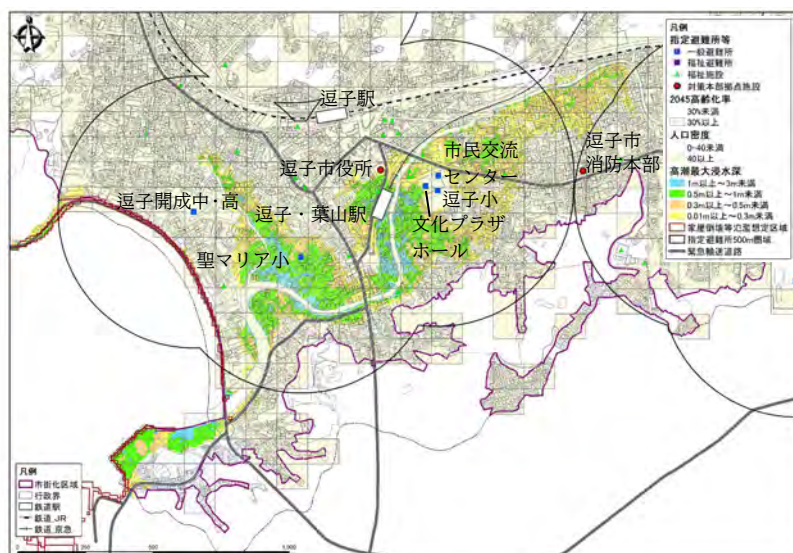 凡例
指定避難所等
一般避難所
福祉避難所
福祉施設
対策本部拠点施設
2045高齢化率
30%未満
30%以上
人口密度
0-40未満
40以上
高潮最大浸水深
1m以上～3m未満
0.5m以上～1m未満
0.3m以上～0.5m未満
0.01m以上～0.3m未満
家屋倒壊等氾濫想定区域
指定避難所500m圏域
緊急輸送道路
逗子駅
逗子市役所
市民交流
センター
逗子市
消防本部
逗子開成中・高
逗子・葉山駅
逗子小
文化プラザ
ホール
聖マリア小
凡例
市街化区域
行政界
鉄道駅
鉄道_JR
鉄道_京急
0
250
500
1,000